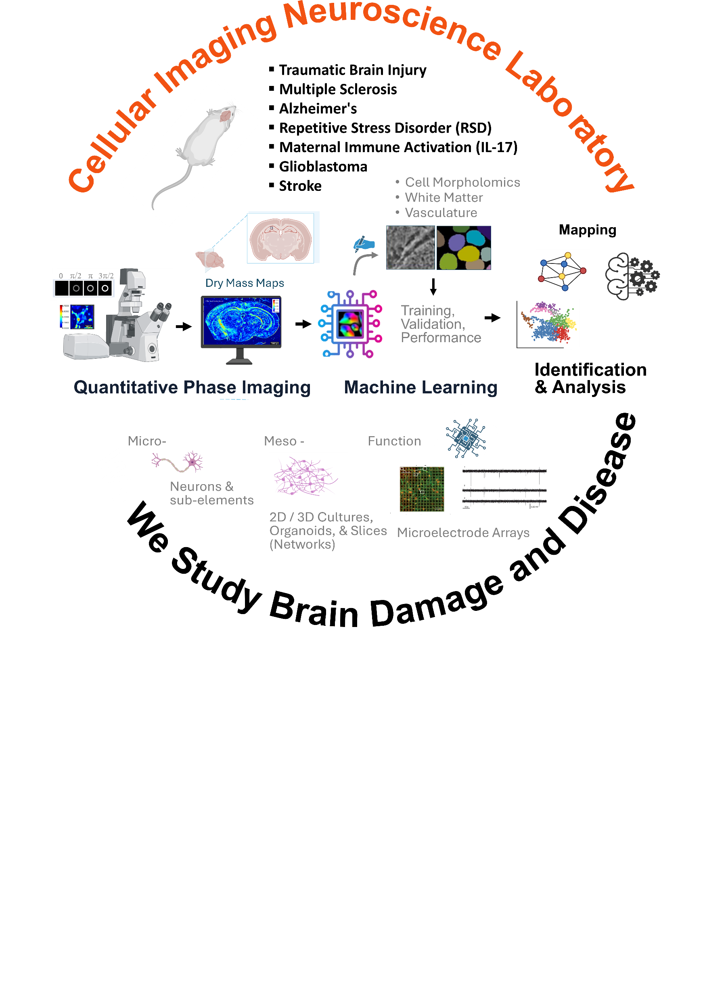 Cellular Imaging Neuroscience Laboratory
▪ Traumatic Brain Injury
▪ Multiple Sclerosis
▪ Alzheimer's
▪ Repetitive Stress Disorder (RSD)
▪ Maternal Immune Activation (IL-17)
▪ Glioblastoma
▪ Stroke
• Cell Morpholomics
• White Matter
• Vasculature
Mapping
0 π/2 π 3π/2
Dry Mass Maps
Training,
Validation,
Performance
Quantitative Phase Imaging
Machine Learning
Identification
& Analysis
Micro-
Meso -
Function
Neurons &
sub-elements
2D / 3D Cultures,
Organoids, & Slices
(Networks)
Microelectrode Arrays
We Study Brain Damage and Disease